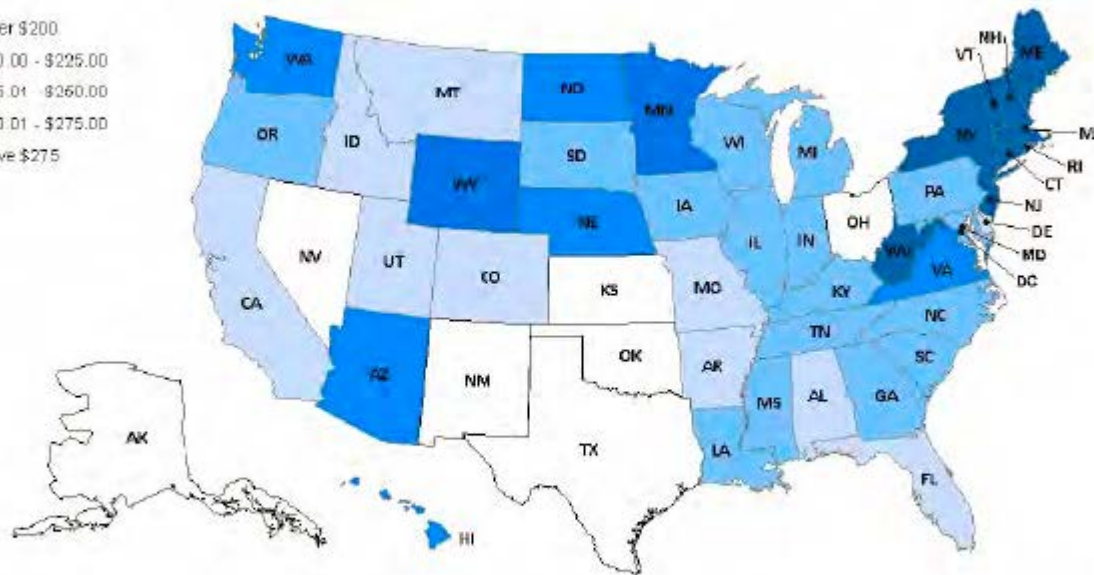 er $200
0.00 - $225.00
5.01 - $260.00
0.01 - $275.00
ve $275
WA
OR
ID
MT
ND
MN
SD
WY
NE
IA
WI
MI
IL
IN
OH
PA
NY
VT
NH
ME
RI
CT
NJ
DE
MD
DC
WV
VA
KY
NC
TN
SC
GA
AL
MS
LA
AR
MO
KS
OK
TX
NM
CO
UT
NV
CA
AZ
FL
AK
HI